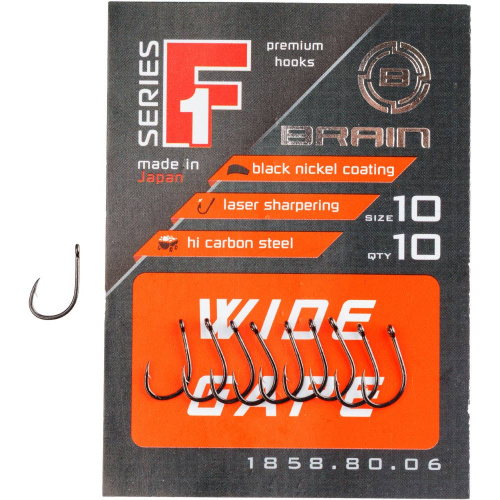 SERIES
F1
premium
hooks
B
BRAIN
made in
Japan
black nickel coating
laser sharpering
hi carbon steel
SIZE 10
QTY 10
WIDE
GAPE
1858.80.06